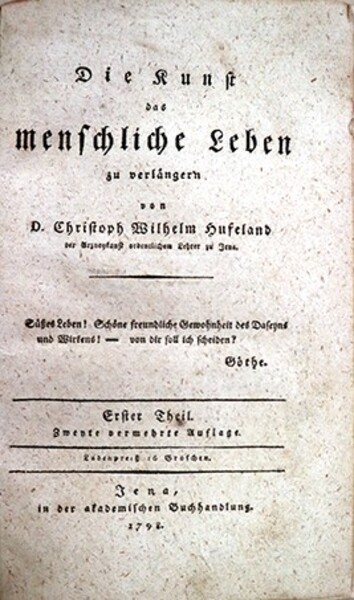 Die Kunst
das
menschliche Leben
zu verlängern
von
D. Christoph Wilhelm Hufeland
der Arzneykunst ordentlichem Lehrer zu Jena.
Süßes Leben! Schöne freundliche Gewohnheit des Daseyns
und Wirkens! — von dir soll ich scheiden?
Göthe.
Erster Theil.
Zweyte vermehrte Auflage.
Ladenpreiß 16 Groschen.
Jena,
in der akademischen Buchhandlung.
1798.